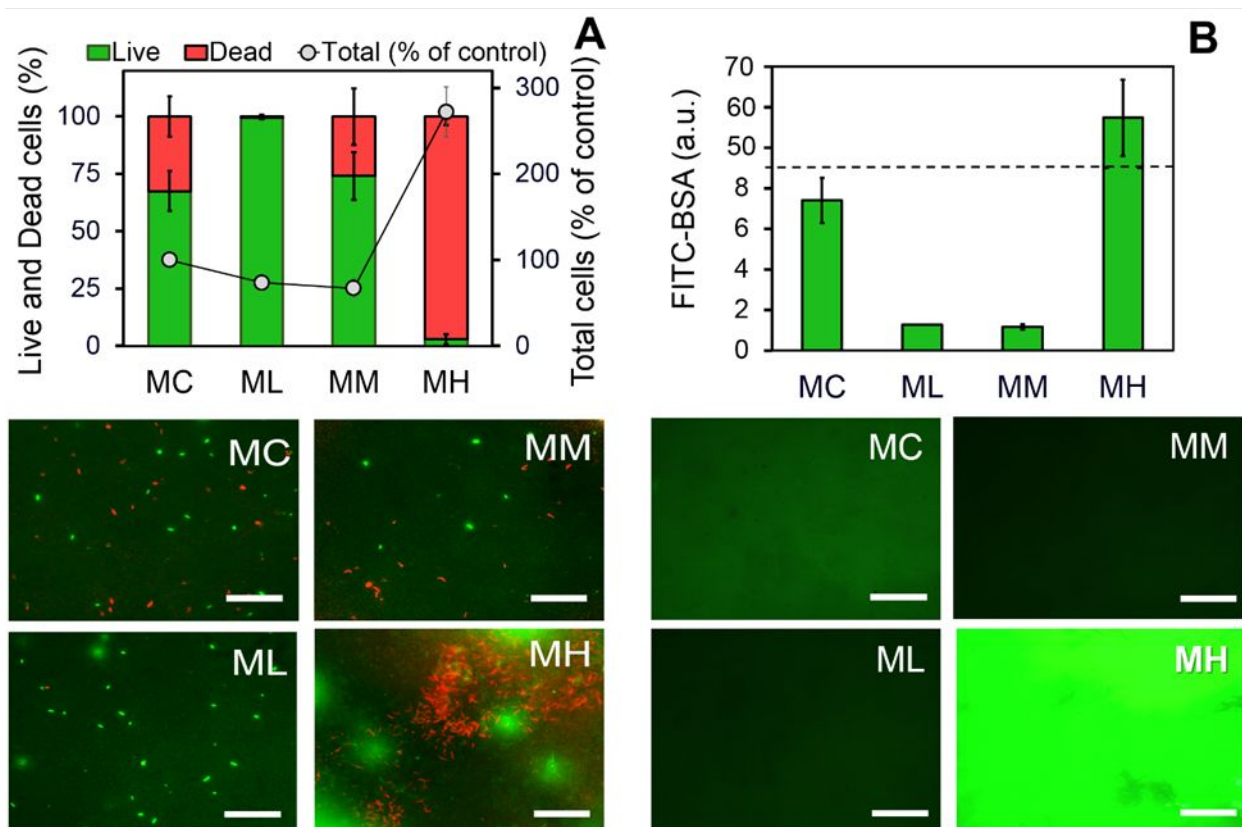 A
Live Dead Total (% of control)
Live and Dead cells (%)
100
75
50
25
0
300
200
100
0
Total cells (% of control)
MC ML MM MH
B
FITC-BSA (a.u.)
70
60
50
8
6
4
2
0
MC ML MM MH
MC MM
ML MH
MC MM
ML MH